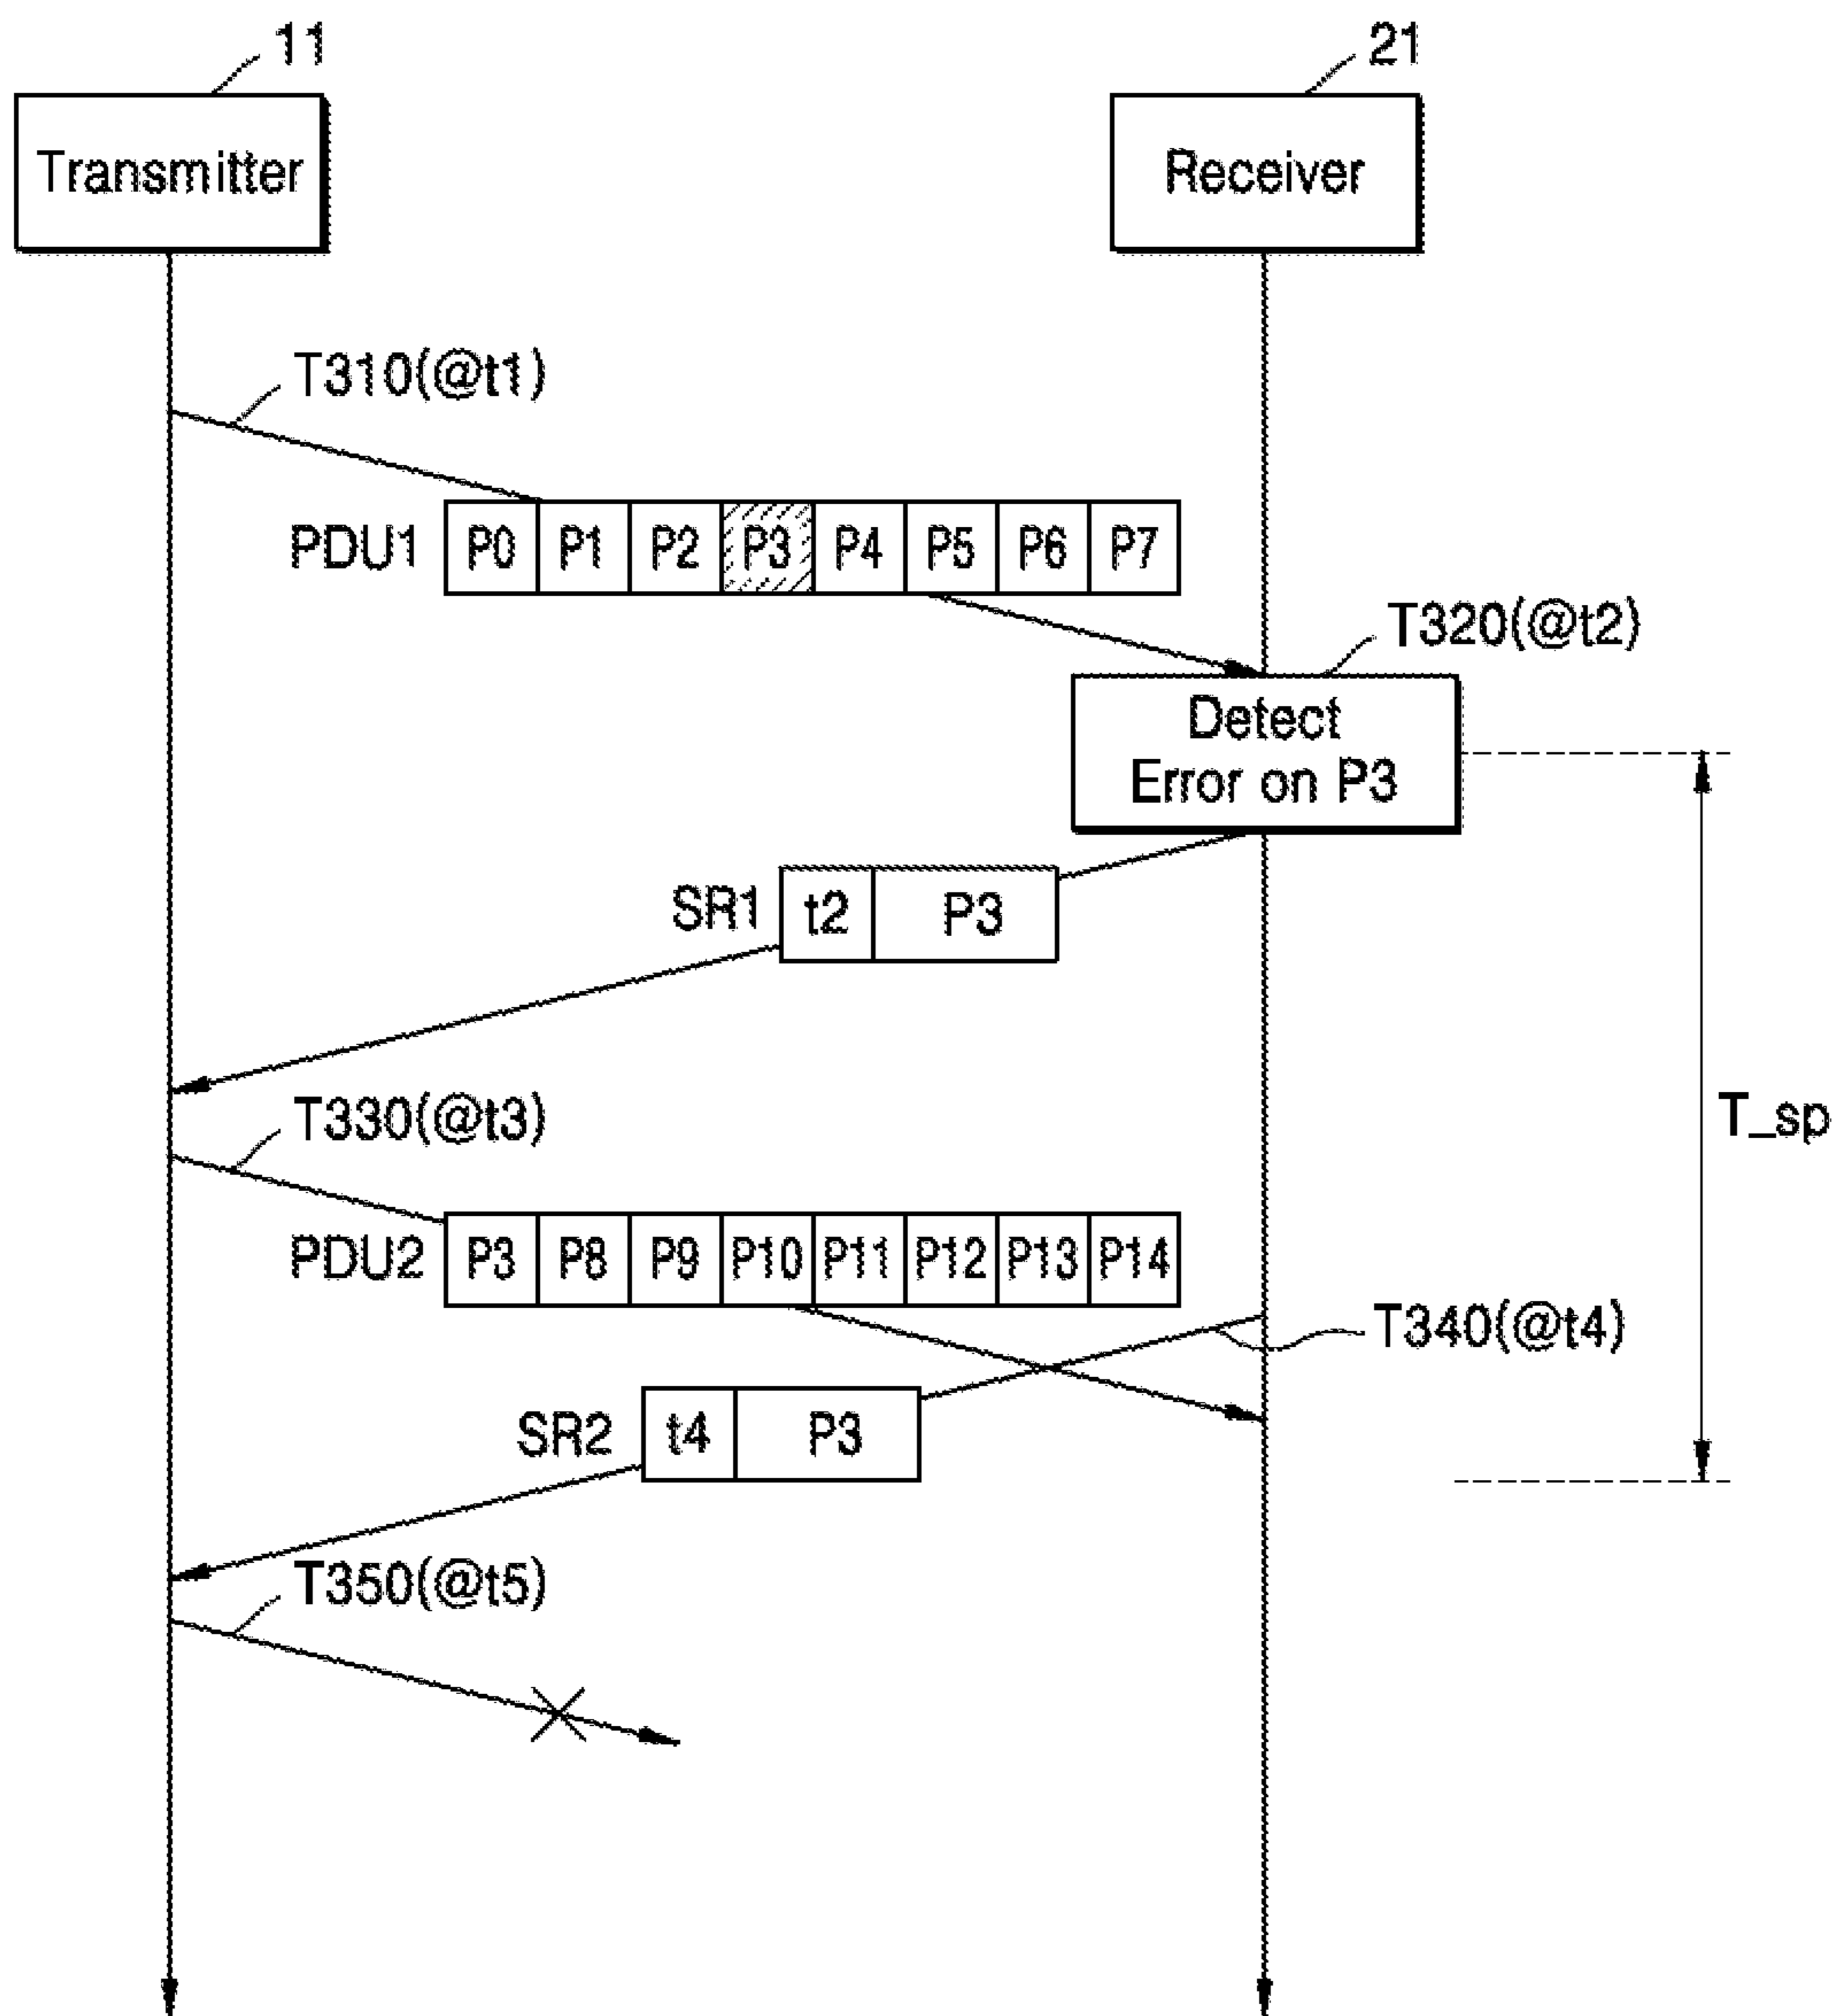 11
21
Transmitter
Receiver
T310(@t1)
PDU1 P0 P1 P2 P3 P4 P5 P6 P7
T320(@t2)
Detect
Error on P3
SR1 t2 P3
T_sp
T330(@t3)
PDU2 P3 P8 P9 P10 P11 P12 P13 P14
T340(@t4)
SR2 t4 P3
T350(@t5)